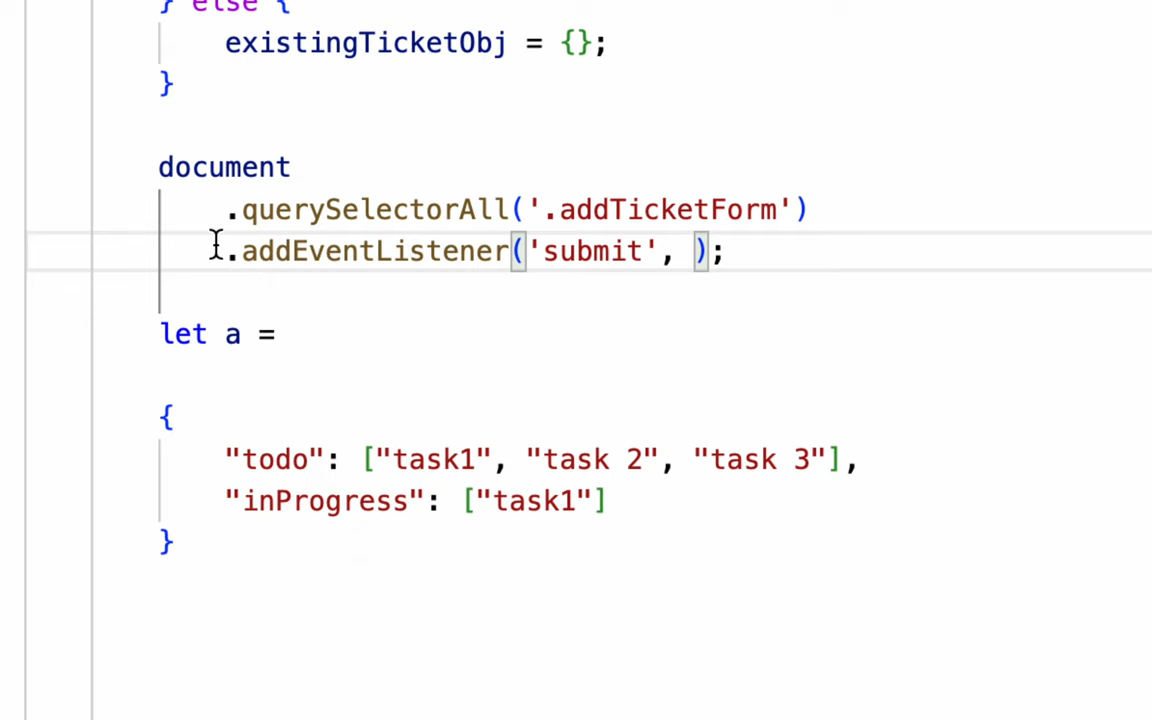 } else {
existingTicketObj = {};
}
document
.querySelectorAll('.addTicketForm')
.addEventListener('submit', );
let a =
{
"todo": ["task1", "task 2", "task 3"],
"inProgress": ["task1"]
}